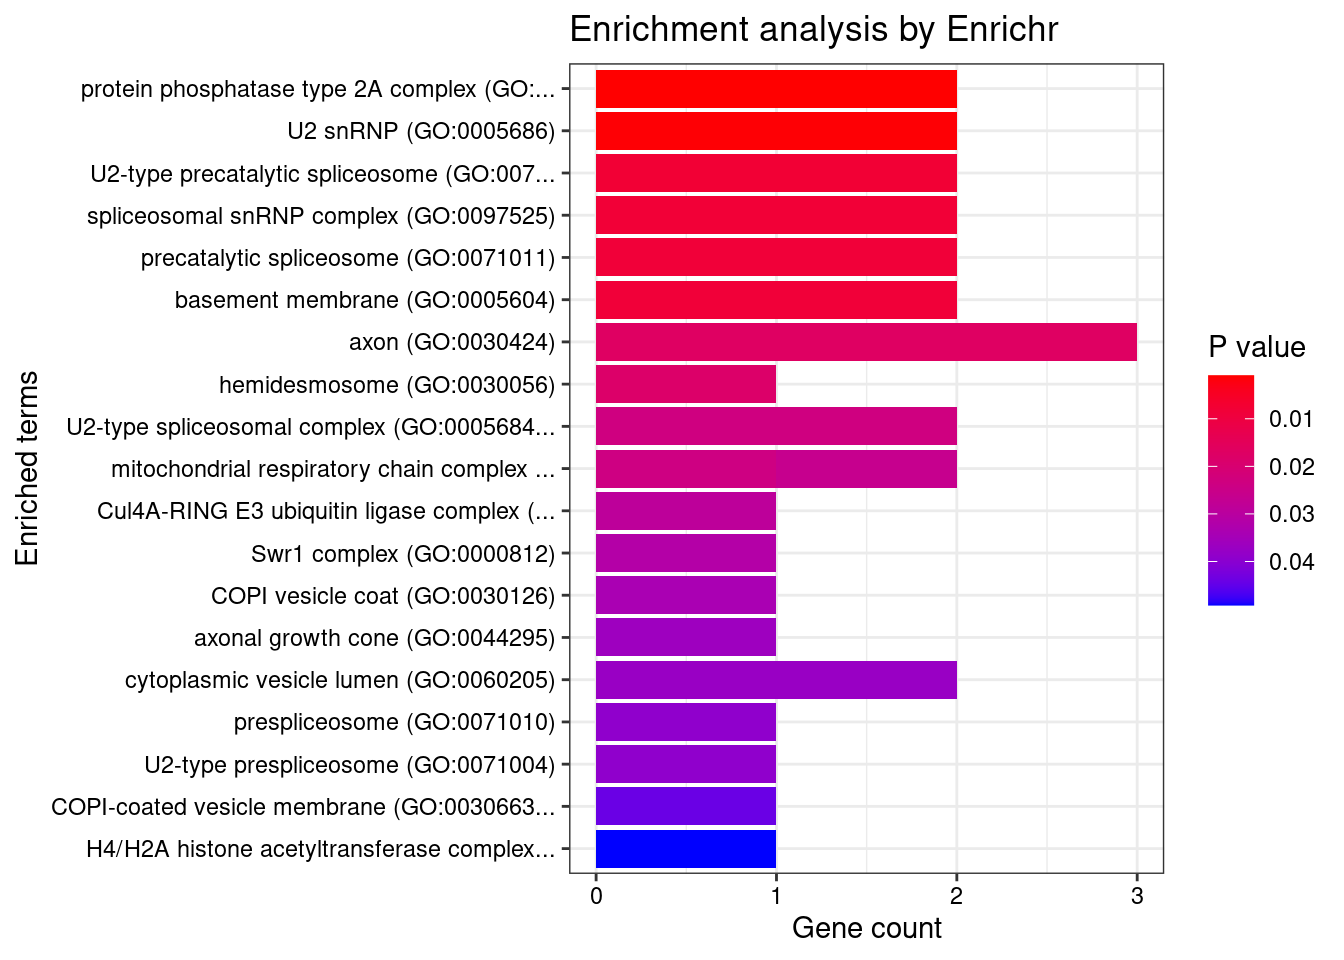 Enrichment analysis by Enrichr
protein phosphatase type 2A complex (GO:...
U2 snRNP (GO:0005686)
U2-type precatalytic spliceosome (GO:007...
spliceosomal snRNP complex (GO:0097525)
precatalytic spliceosome (GO:0071011)
basement membrane (GO:0005604)
axon (GO:0030424)
hemidesmosome (GO:0030056)
U2-type spliceosomal complex (GO:0005684...
mitochondrial respiratory chain complex ...
Cul4A-RING E3 ubiquitin ligase complex (...
Swr1 complex (GO:0000812)
COPI vesicle coat (GO:0030126)
axonal growth cone (GO:0044295)
cytoplasmic vesicle lumen (GO:0060205)
prespliceosome (GO:0071010)
U2-type prespliceosome (GO:0071004)
COPI-coated vesicle membrane (GO:0030663...
H4/H2A histone acetyltransferase complex...
Enriched terms
0 1 2 3
Gene count
P value
0.01
0.02
0.03
0.04